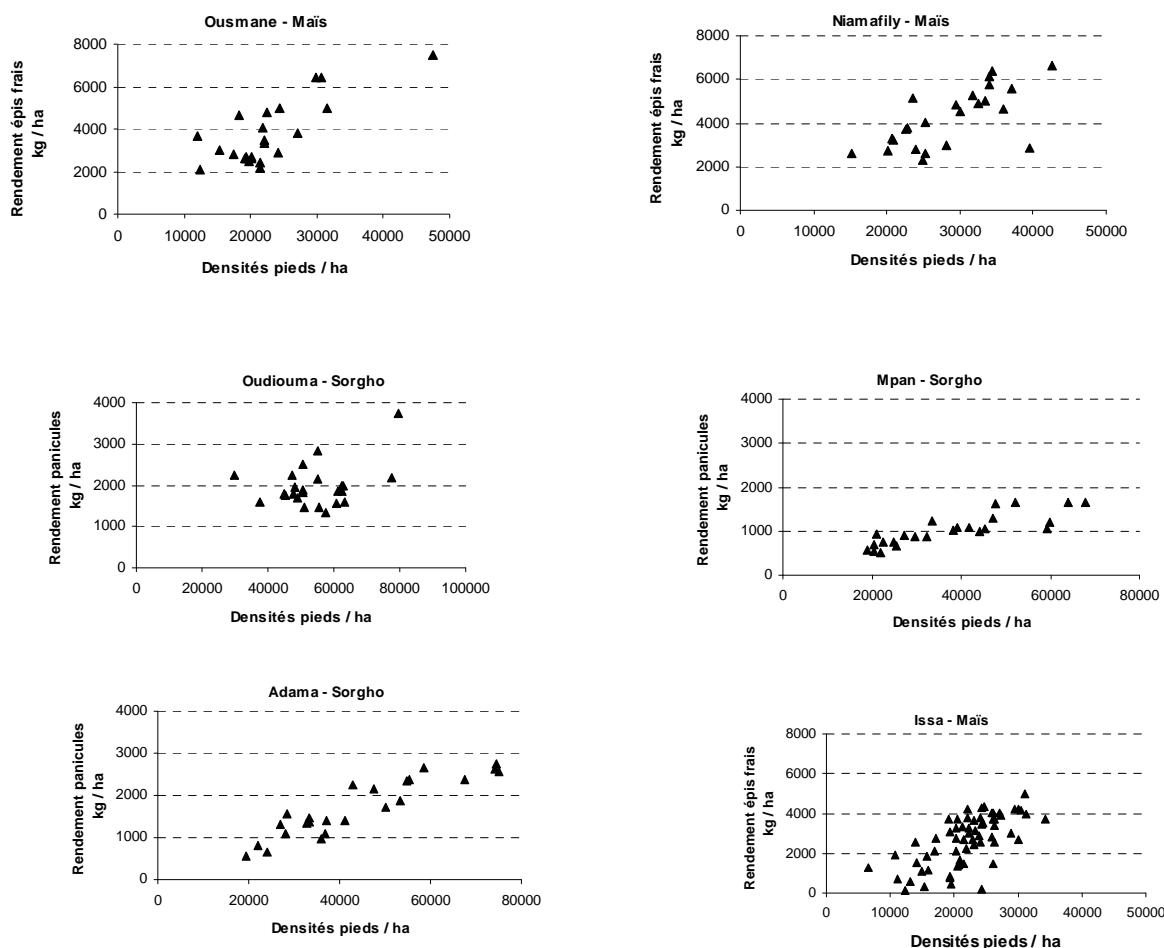 Ousmane - Maïs
Rendement épis frais
kg / ha
8000
6000
4000
2000
0
0 10000 20000 30000 40000 50000
Densités pieds / ha
Niamafily - Maïs
Rendement épis frais
kg / ha
8000
6000
4000
2000
0
0 10000 20000 30000 40000 50000
Densités pieds / ha
Oudiouma - Sorgho
Rendement panicules
kg / ha
4000
3000
2000
1000
0
0 20000 40000 60000 80000 100000
Densités pieds / ha
Mpan - Sorgho
Rendement panicules
kg / ha
4000
3000
2000
1000
0
0 20000 40000 60000 80000
Densités pieds / ha
Adama - Sorgho
Rendement panicules
kg / ha
4000
3000
2000
1000
0
0 20000 40000 60000 80000
Densités pieds / ha
Issa - Maïs
Rendement épis frais
kg / ha
8000
6000
4000
2000
0
0 10000 20000 30000 40000 50000
Densités pieds / ha